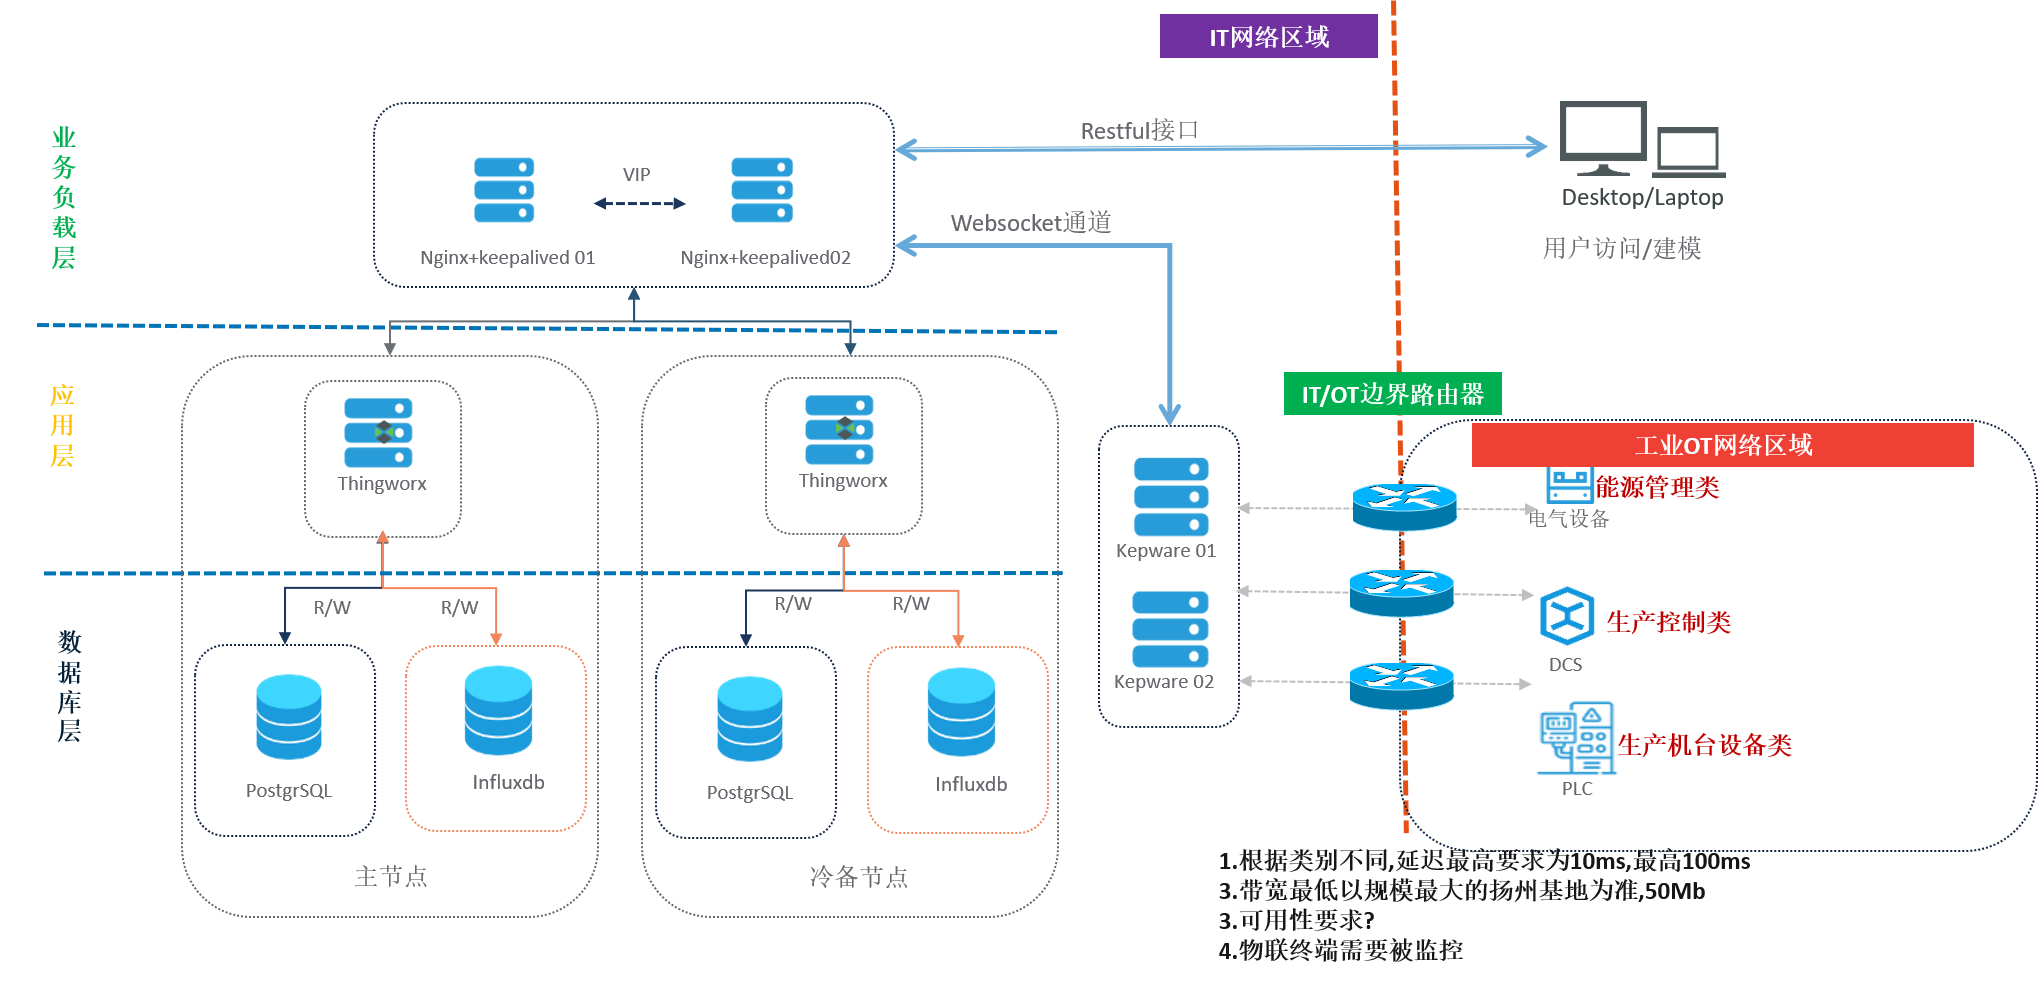 IT网络区域
业务负载层
Restful接口
VIP
Nginx+keepalived 01
Nginx+keepalived02
Websocket通道
Desktop/Laptop
用户访问/建模
应用层
Thingworx
Thingworx
IT/OT边界路由器
工业OT网络区域
能源管理类
电气设备
Kepware 01
Kepware 02
生产控制类
DCS
生产机台设备类
PLC
数据库层
R/W
R/W
R/W
R/W
PostgrSQL
Influxdb
PostgrSQL
Influxdb
主节点
冷备节点
1.根据类别不同,延迟最高要求为10ms,最高100ms
3.带宽最低以规模最大的扬州基地为准,50Mb
3.可用性要求?
4.物联终端需要被监控